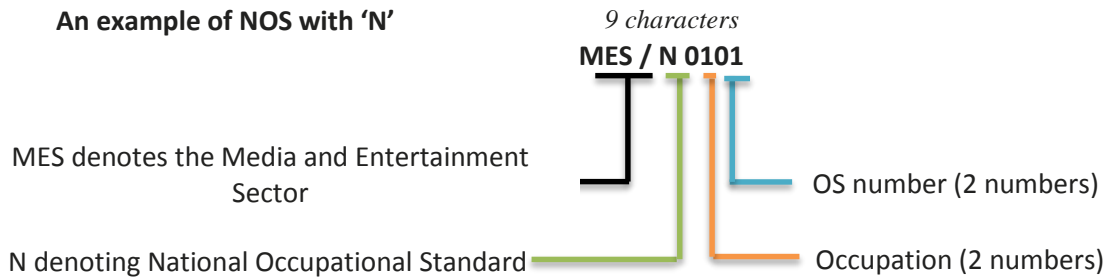 An example of NOS with ‘N’
9 characters
MES / N 0101
MES denotes the Media and Entertainment
Sector
OS number (2 numbers)
N denoting National Occupational Standard
Occupation (2 numbers)